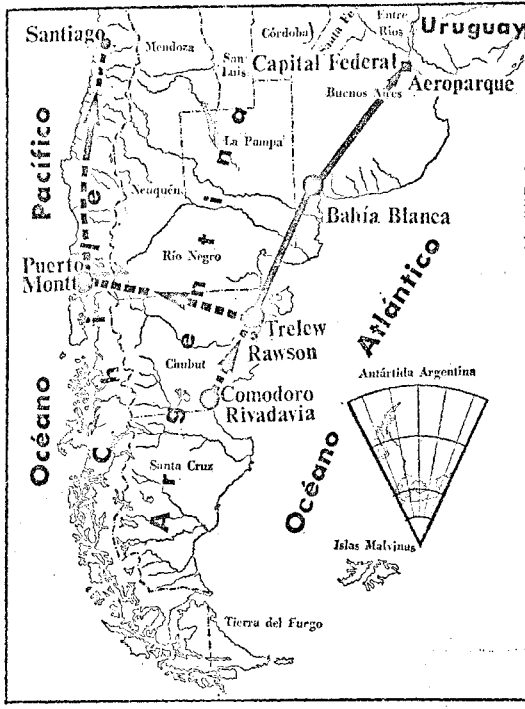 Santiago
Mendoza
San
Luis
Córdoba
Santa Fe
Entre
Ríos
Uruguay
Capital Federal
Aeroparque
Buenos Aires
La Pampa
Pacífico
Neuquén
Bahía Blanca
Río Negro
Puerto
Montt
Atlántico
Trelew
Rawson
Chubut
Comodoro
Rivadavia
Antártida Argentina
Océano
Océano
Santa Cruz
Islas Malvinas
Tierra del Fuego
Argentina
Chile